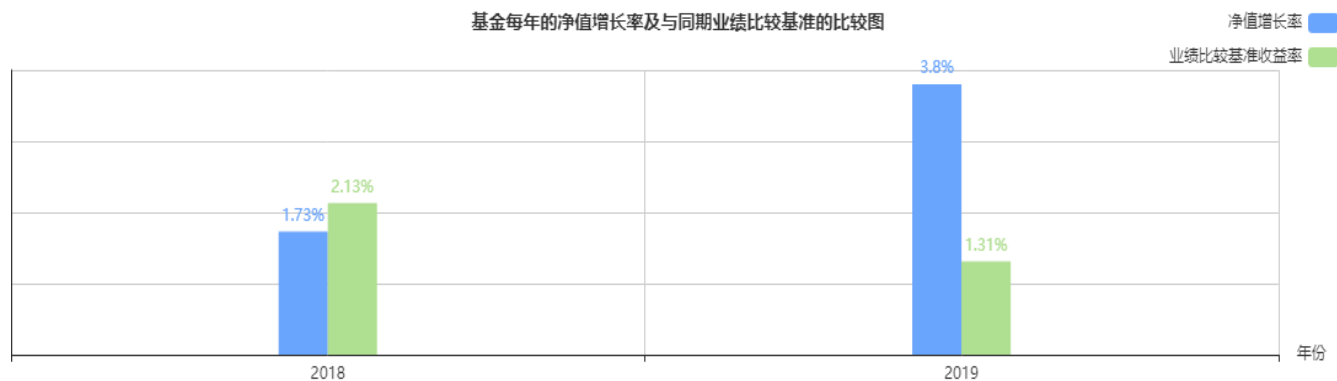 基金每年的净值增长率及与同期业绩比较基准的比较图
净值增长率
业绩比较基准收益率
3.8%
2.13%
1.73%
1.31%
年份
2018
2019